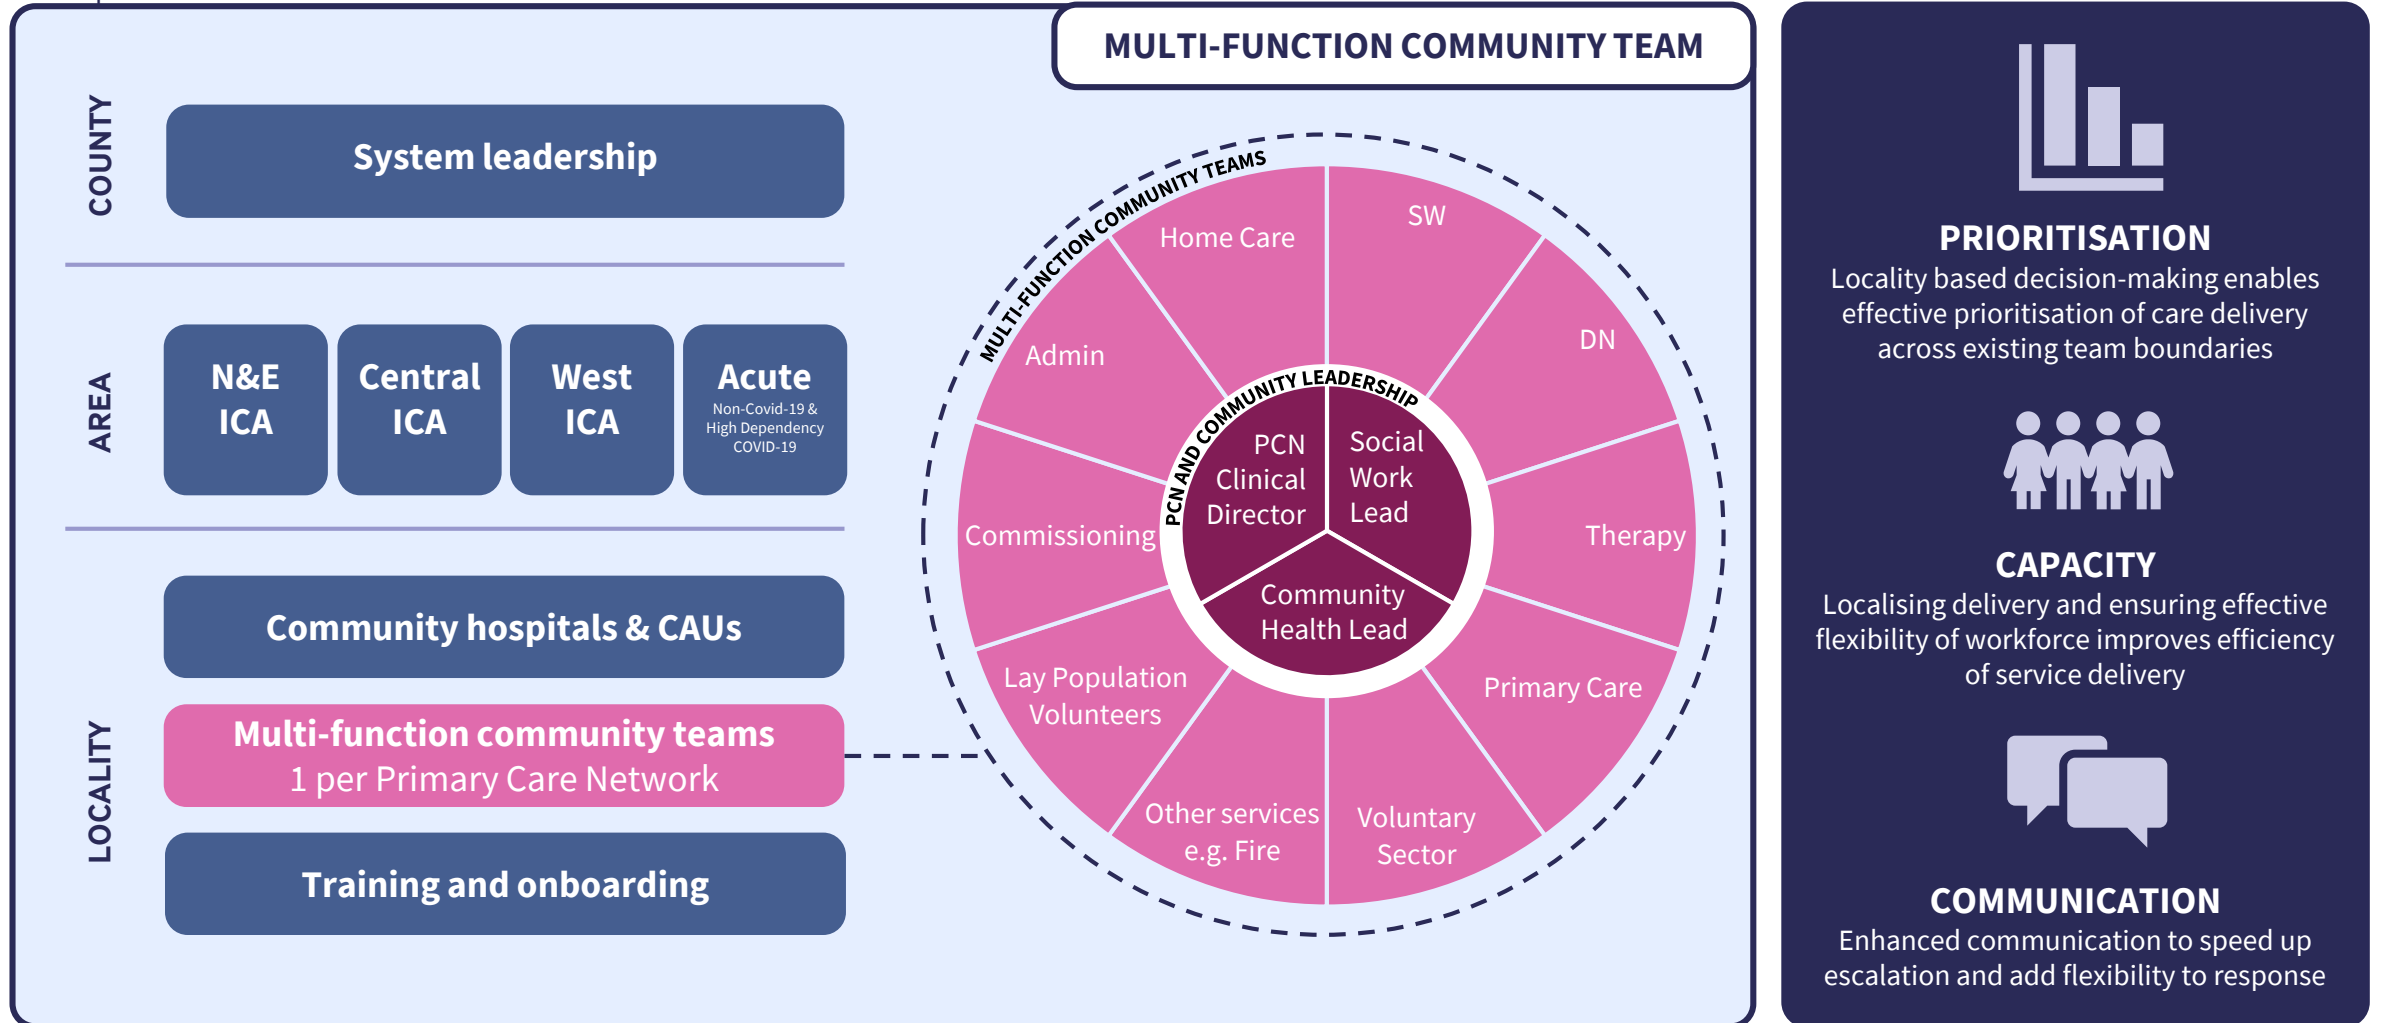 MULTI-FUNCTION COMMUNITY TEAM
COUNTY
System leadership
AREA
N&E
ICA
Central
ICA
West
ICA
Acute
Non-Covid-19 &
High Dependency
COVID-19
LOCALITY
Community hospitals & CAUs
Multi-function community teams
1 per Primary Care Network
Training and onboarding
MULTI-FUNCTION COMMUNITY TEAMS
Home Care
SW
DN
Therapy
Primary Care
Voluntary
Sector
Other services
e.g. Fire
Lay Population
Volunteers
Commissioning
Admin
PCN AND COMMUNITY LEADERSHIP
PCN
Clinical
Director
Social
Work
Lead
Community
Health Lead
PRIORITISATION
Locality based decision-making enables
effective prioritisation of care delivery
across existing team boundaries
CAPACITY
Localising delivery and ensuring effective
flexibility of workforce improves efficiency
of service delivery
COMMUNICATION
Enhanced communication to speed up
escalation and add flexibility to response